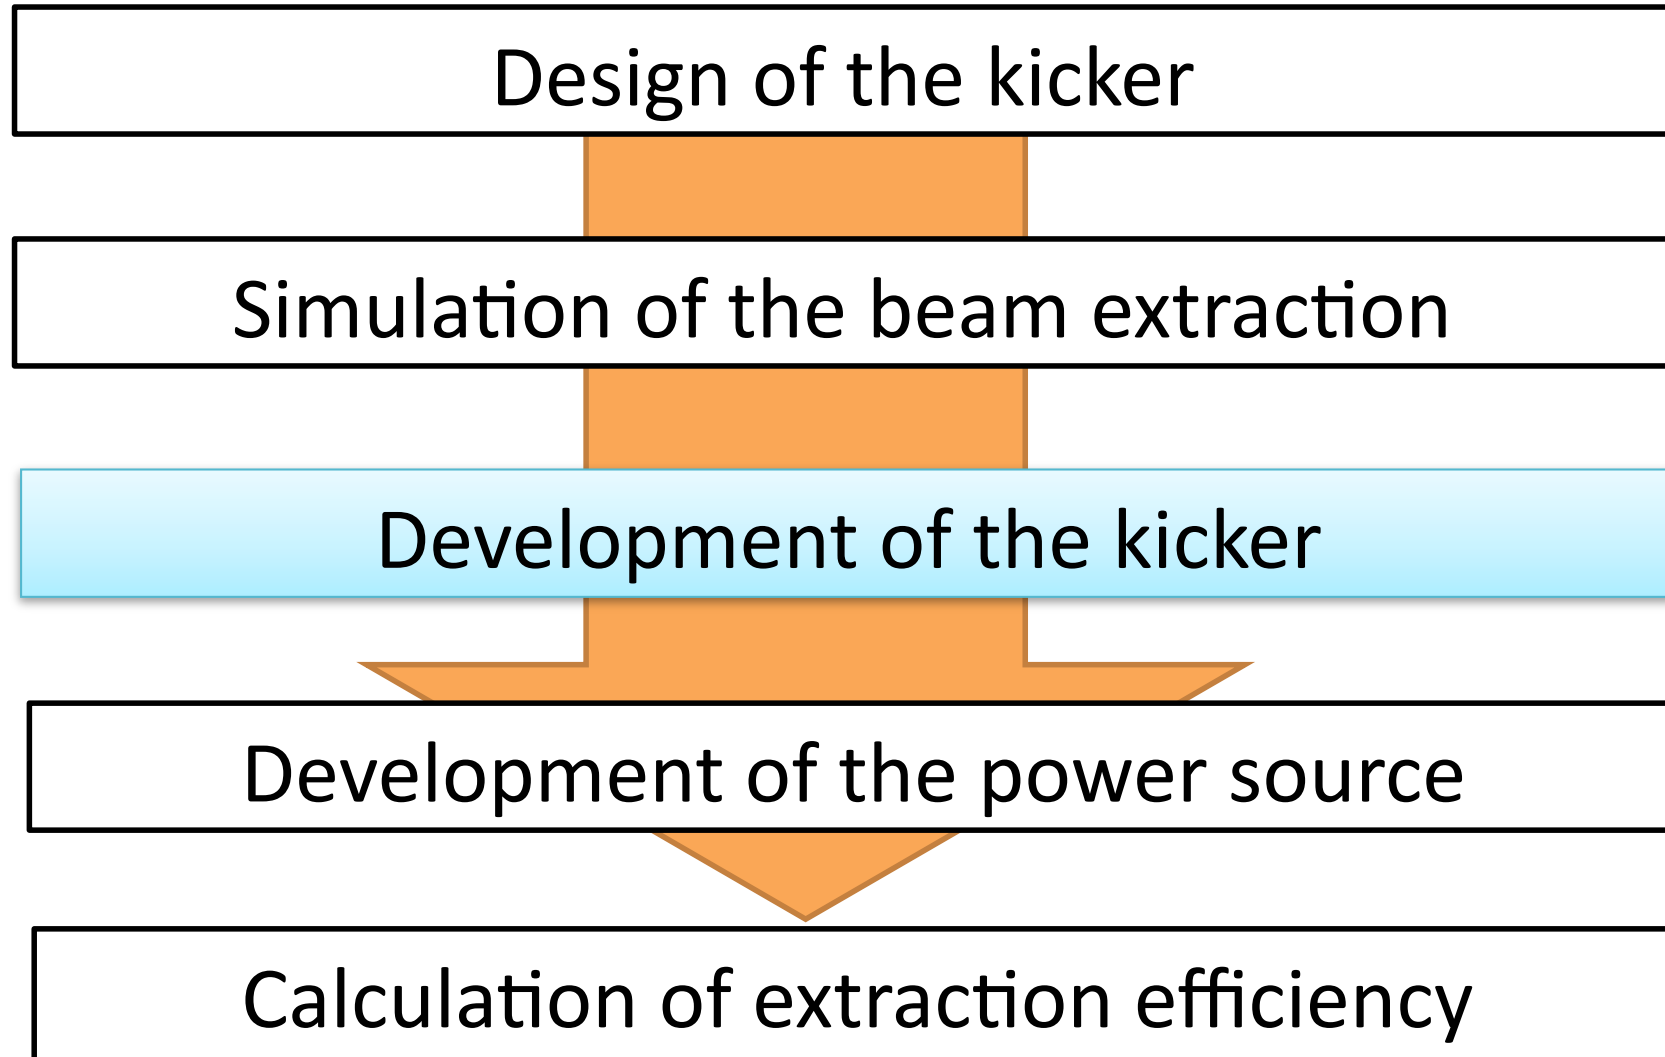 Design of the kicker
Simulation of the beam extraction
Development of the kicker
Development of the power source
Calculation of extraction efficiency